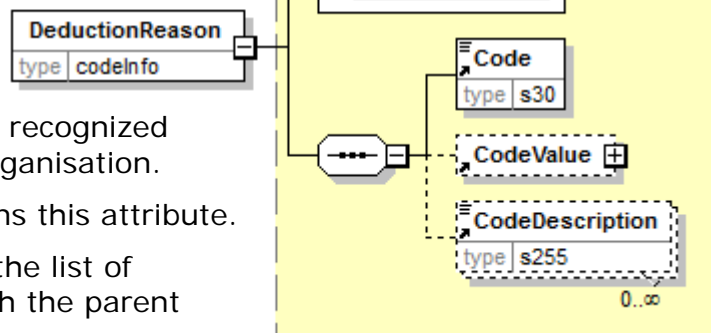 DeductionReason
type codeInfo
recognized
ganisation.
ns this attribute.
the list of
h the parent
Code
type s30
CodeValue
CodeDescription
type s255
0..∞